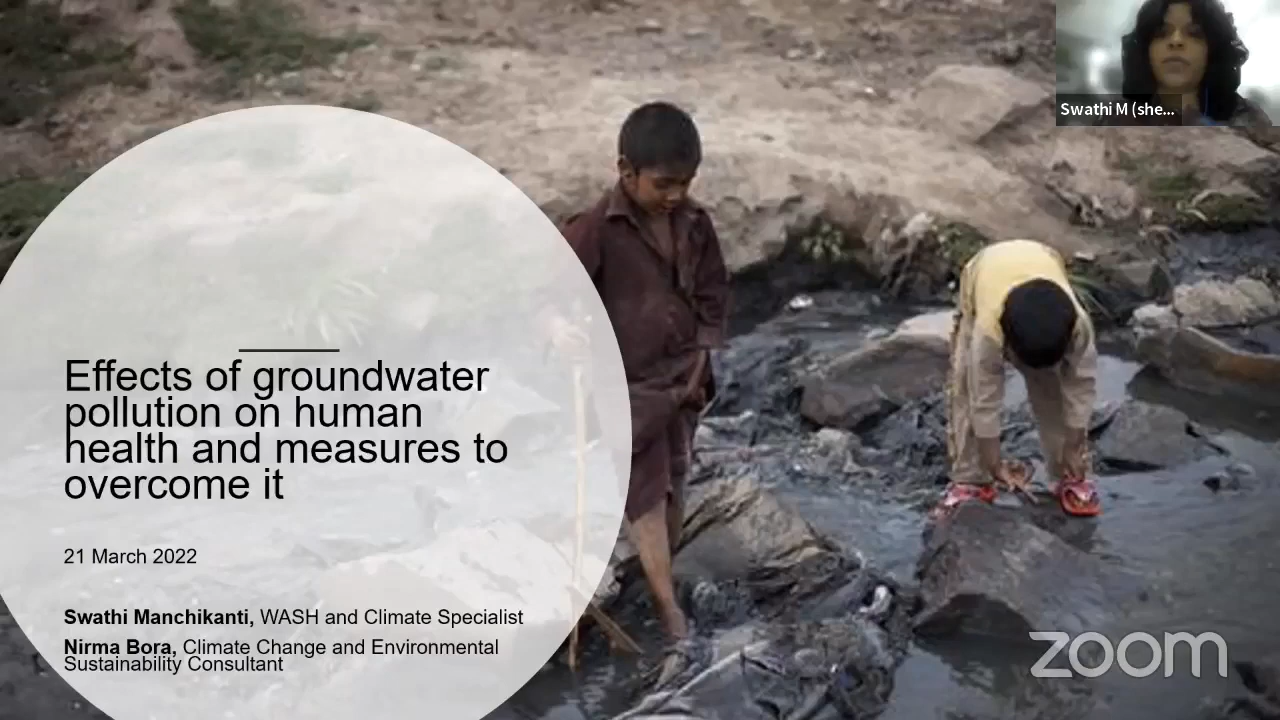 Swathi M (she...
Effects of groundwater
pollution on human
health and measures to
overcome it
21 March 2022
Swathi Manchikanti, WASH and Climate Specialist
Nirma Bora, Climate Change and Environmental
Sustainability Consultant
zoom